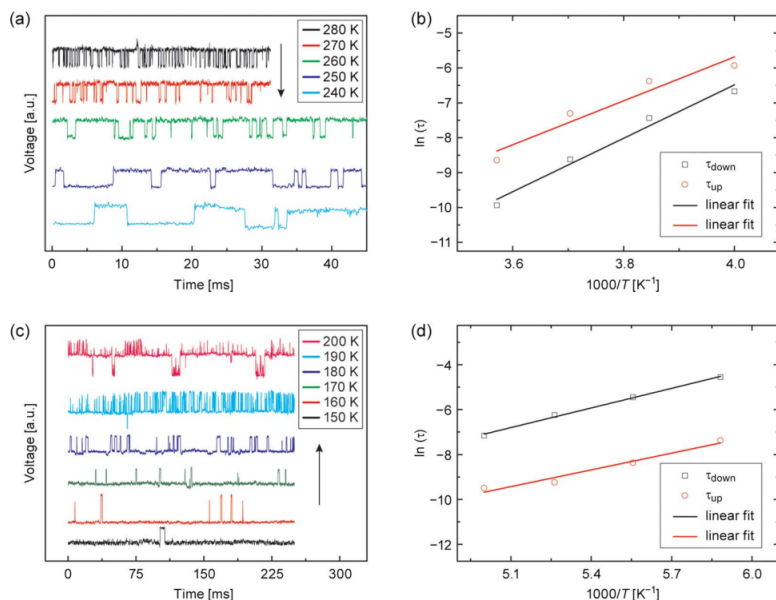 (a)
280 K
270 K
260 K
250 K
240 K
Voltage [a.u.]
0 10 20 30 40
Time [ms]
(b)
−5
−6
−7
−8
−9
−10
−11
ln (τ)
τdown
τup
linear fit
linear fit
3.6 3.8 4.0
1000/T [K⁻¹]
(c)
200 K
190 K
180 K
170 K
160 K
150 K
Voltage [a.u.]
0 75 150 225 300
Time [ms]
(d)
−2
−4
−6
−8
−10
−12
ln (τ)
τdown
τup
linear fit
linear fit
5.1 5.4 5.7 6.0
1000/T [K⁻¹]